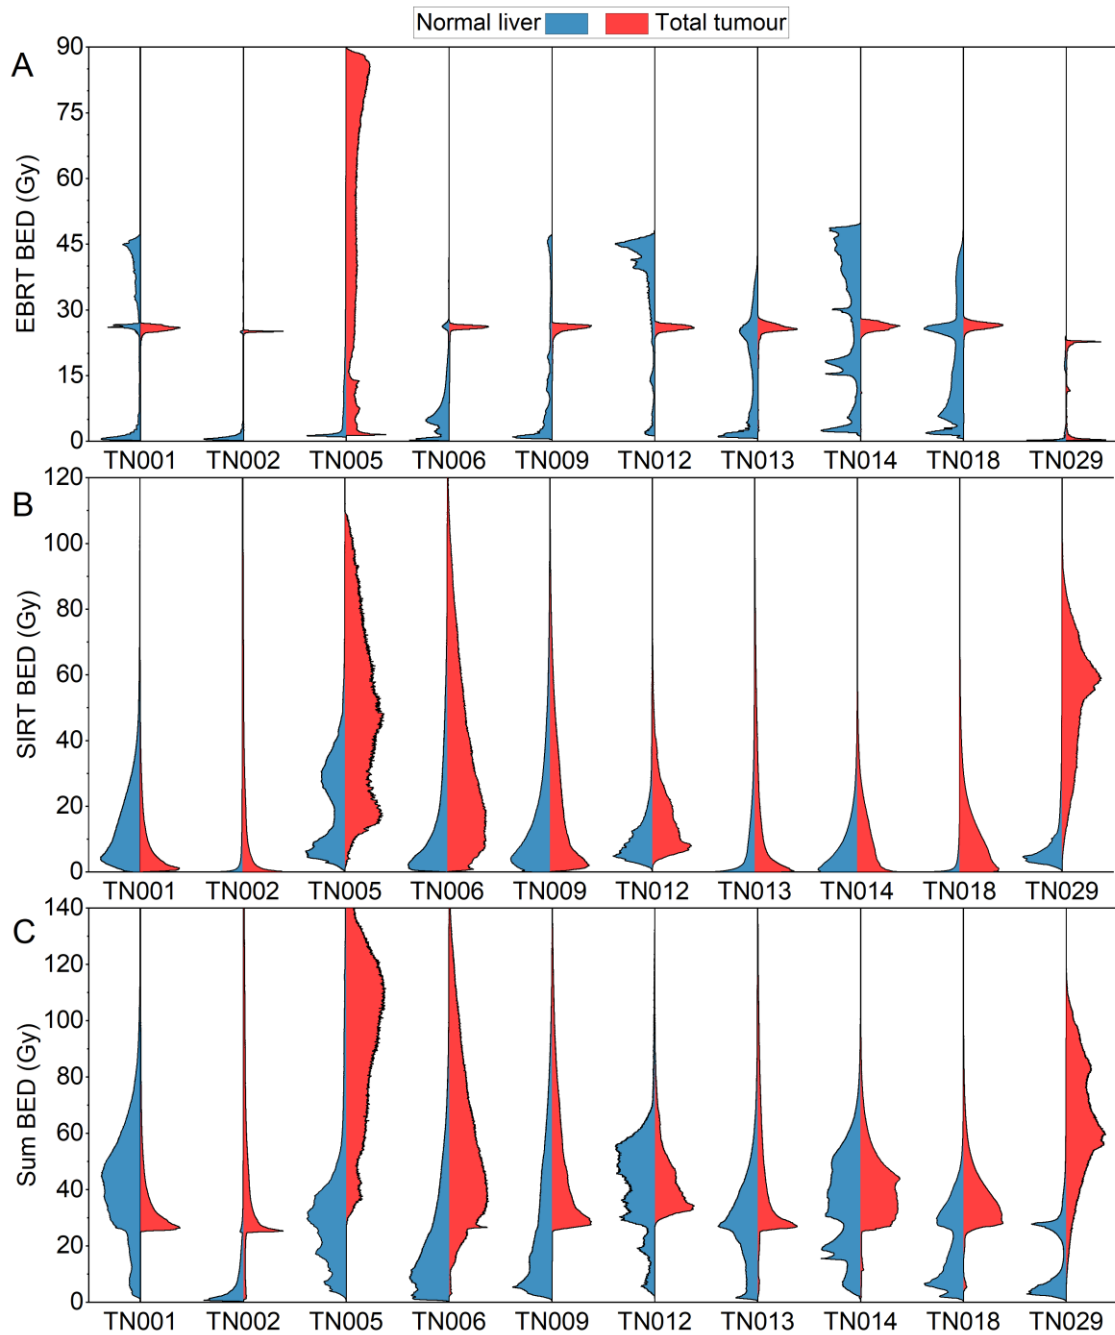 Normal liver Total tumour
A
EBRT BED (Gy)
90
75
60
45
30
15
0
TN001 TN002 TN005 TN006 TN009 TN012 TN013 TN014 TN018 TN029
B
SIRT BED (Gy)
120
100
80
60
40
20
0
TN001 TN002 TN005 TN006 TN009 TN012 TN013 TN014 TN018 TN029
C
Sum BED (Gy)
140
120
100
80
60
40
20
0
TN001 TN002 TN005 TN006 TN009 TN012 TN013 TN014 TN018 TN029